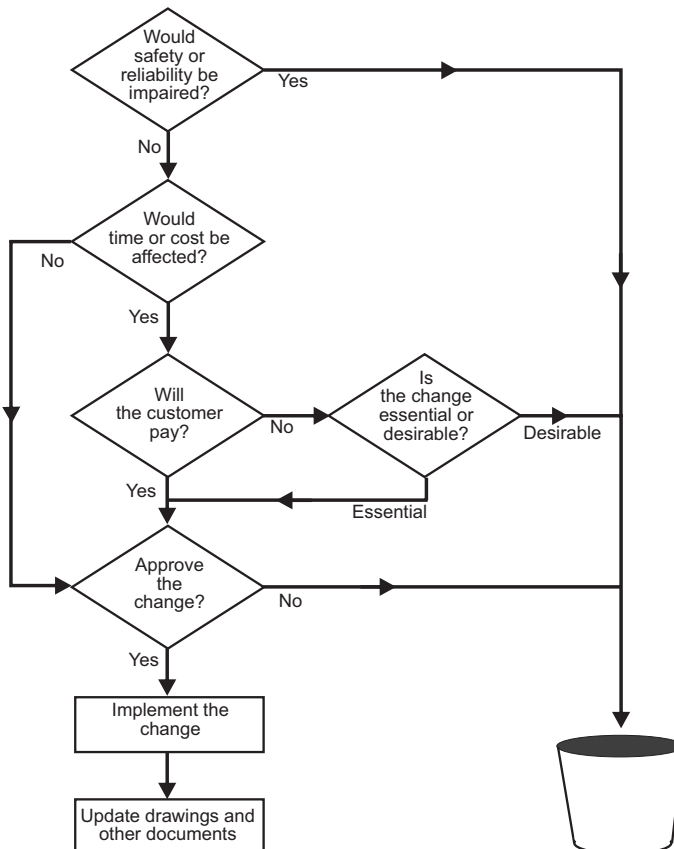 Would
safety or
reliability be
impaired?
Yes
No
Would
time or cost be
affected?
No
Yes
Will
the customer
pay?
No
Is
the change
essential or
desirable?
Desirable
Yes
Essential
Approve
the
change?
No
Yes
Implement the
change
Update drawings and
other documents